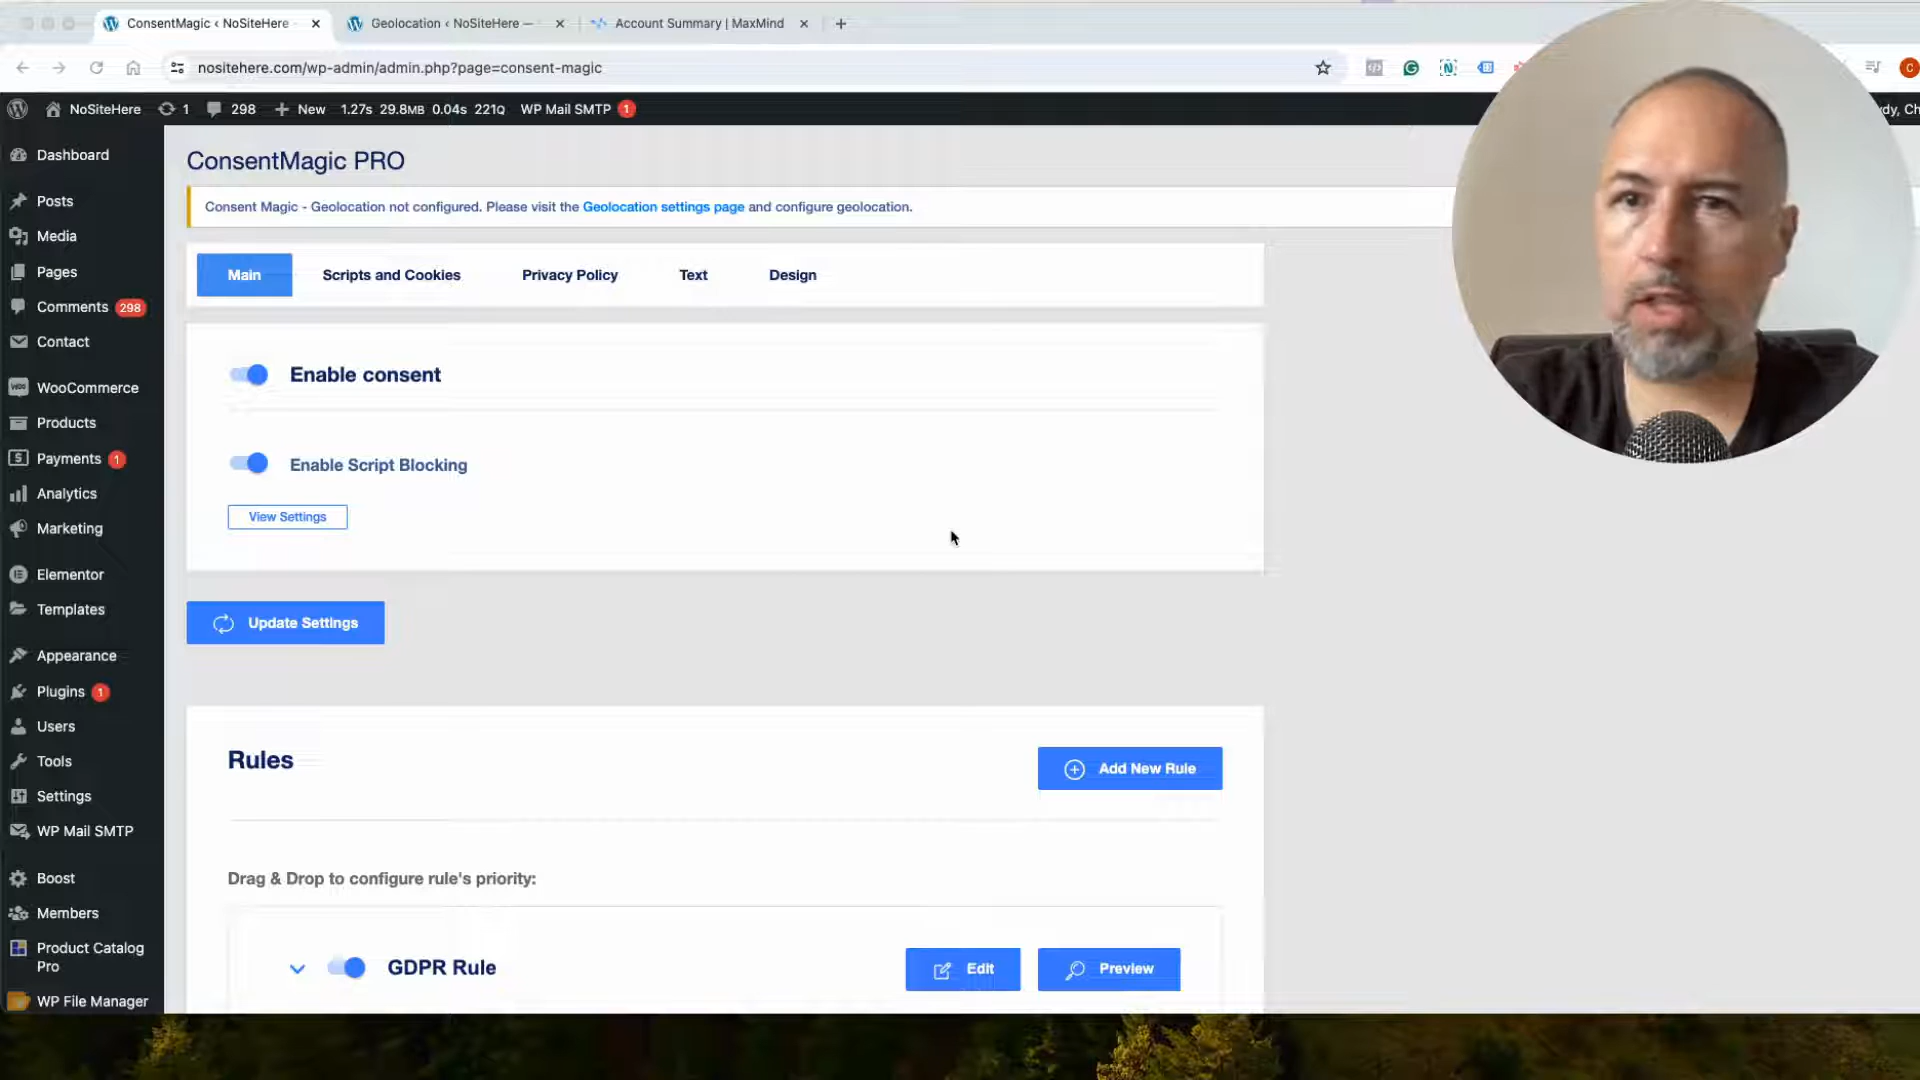 ConsentMagic ‹ NoSiteHere
Geolocation ‹ NoSiteHere —
Account Summary | MaxMind
nositehere.com/wp-admin/admin.php?page=consent-magic
NoSiteHere
1
298
New
1.27s 29.8MB 0.04s 221Q
WP Mail SMTP 1
dy, Ch
Dashboard
Posts
Media
Pages
Comments 298
Contact
WooCommerce
Products
Payments 1
Analytics
Marketing
Elementor
Templates
Appearance
Plugins 1
Users
Tools
Settings
WP Mail SMTP
Boost
Members
Product Catalog
Pro
WP File Manager
ConsentMagic PRO
Consent Magic - Geolocation not configured. Please visit the Geolocation settings page and configure geolocation.
Main
Scripts and Cookies
Privacy Policy
Text
Design
Enable consent
Enable Script Blocking
View Settings
Update Settings
Rules
Add New Rule
Drag & Drop to configure rule's priority:
GDPR Rule
Edit
Preview